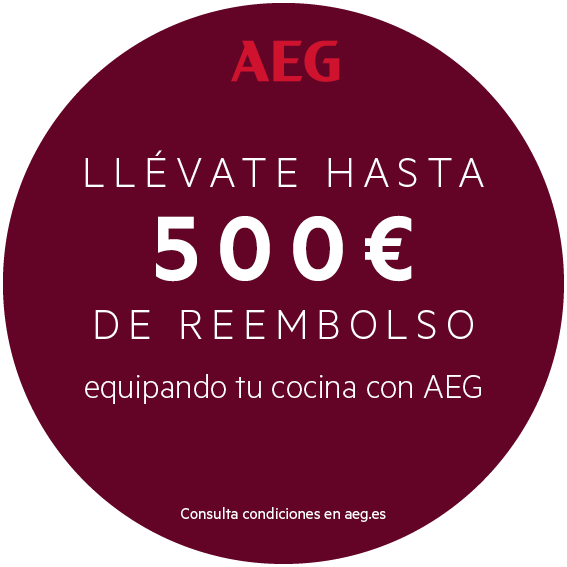 AEG
LLÉVATE HASTA
500€
DE REEMBOLSO
equipando tu cocina con AEG
Consulta condiciones en aeg.es